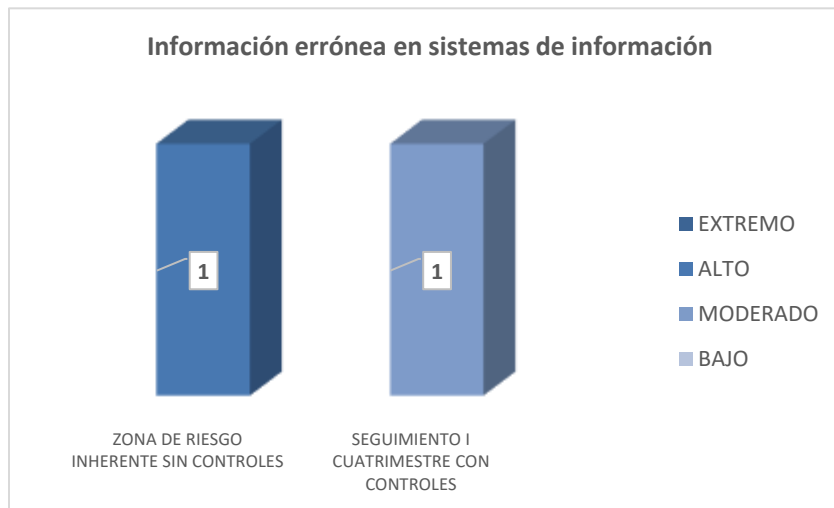 Información errónea en sistemas de información
1
1
EXTREMO
ALTO
MODERADO
BAJO
ZONA DE RIESGO
INHERENTE SIN CONTROLES
SEGUIMIENTO I
CUATRIMESTRE CON
CONTROLES